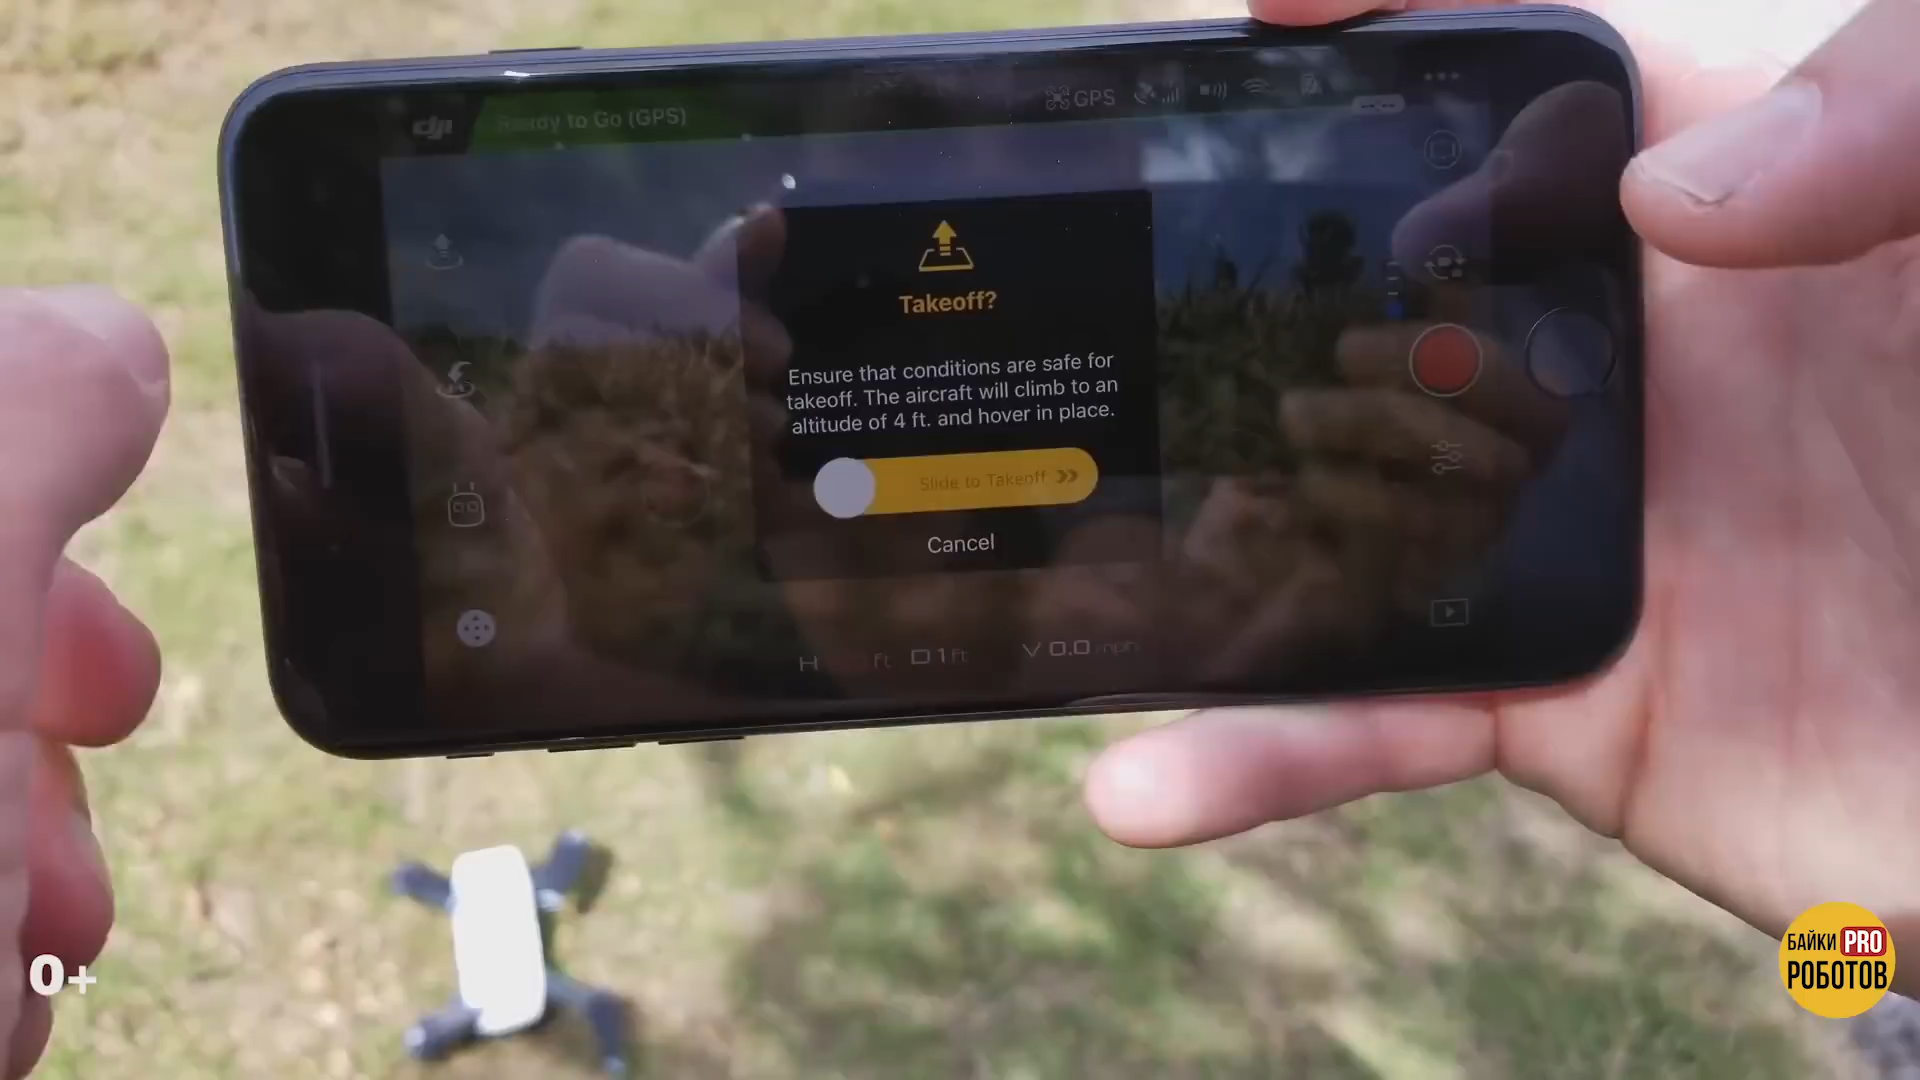 dji
Ready to Go (GPS)
GPS
Takeoff?
Ensure that conditions are safe for
takeoff. The aircraft will climb to an
altitude of 4 ft. and hover in place.
Slide to Takeoff
Cancel
H ft D 1 ft V 0.0 mph
0+
БАЙКИ PRO
РОБОТОВ